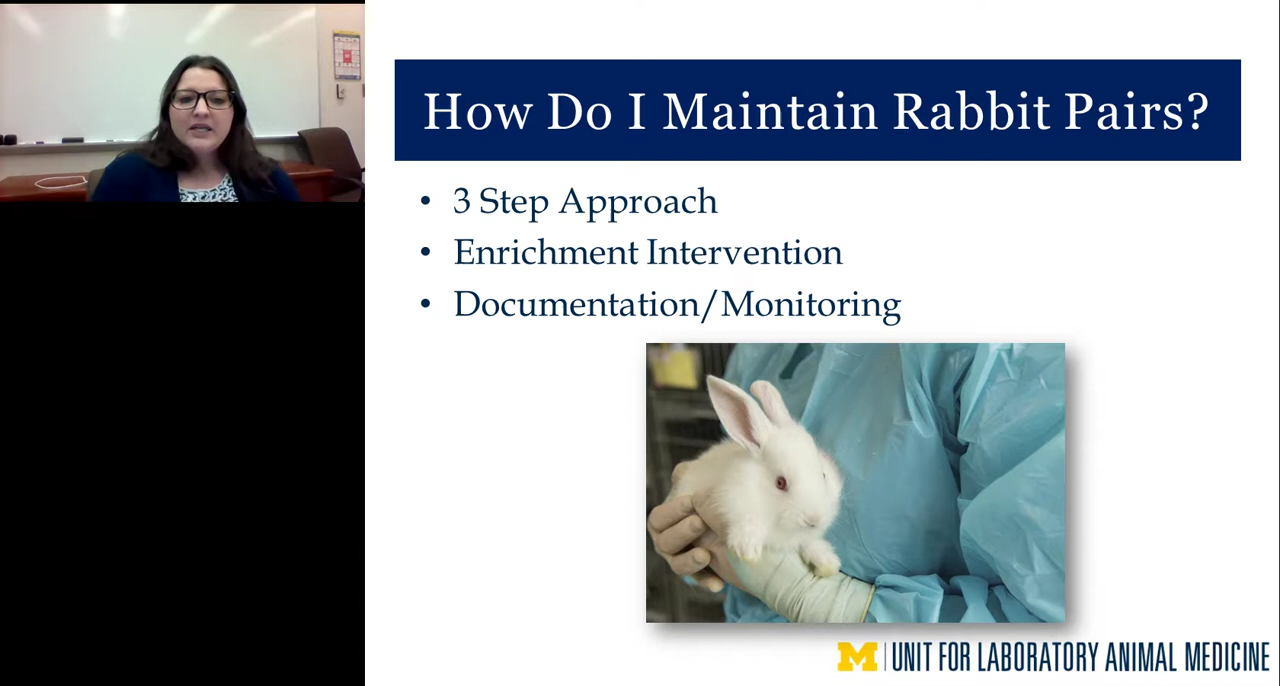 How Do I Maintain Rabbit Pairs?
• 3 Step Approach
• Enrichment Intervention
• Documentation/Monitoring
M | UNIT FOR LABORATORY ANIMAL MEDICINE